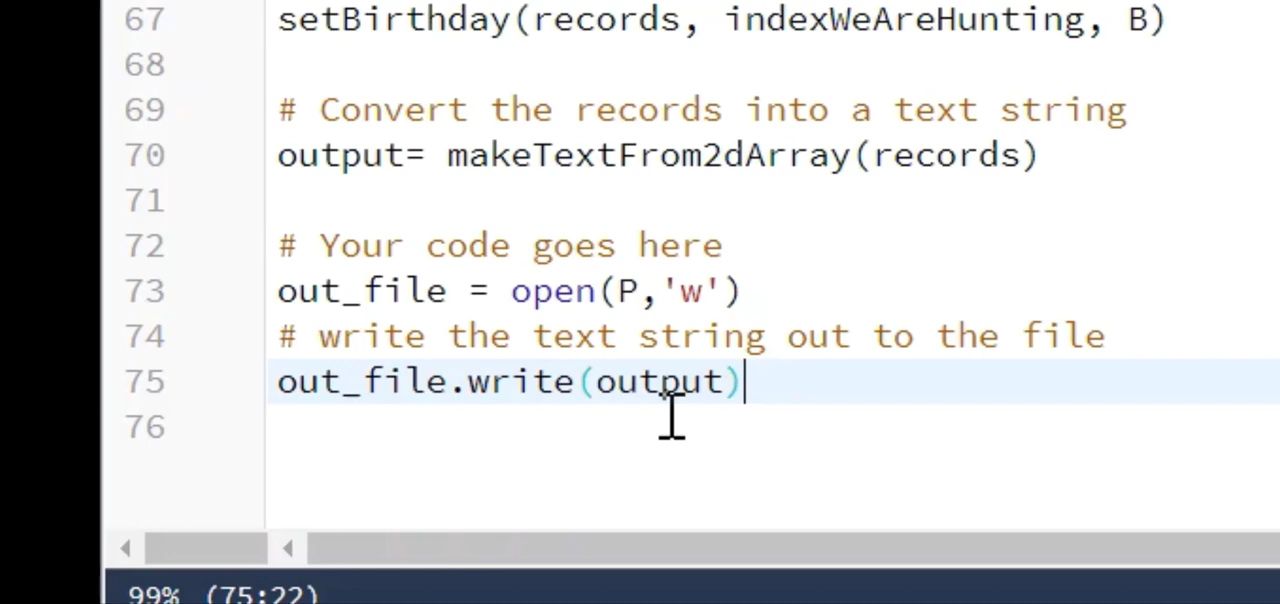 67 setBirthday(records, indexWeAreHunting, B)
68
69 # Convert the records into a text string
70 output= makeTextFrom2dArray(records)
71
72 # Your code goes here
73 out_file = open(P,'w')
74 # write the text string out to the file
75 out_file.write(output)
76
99% (75:22)